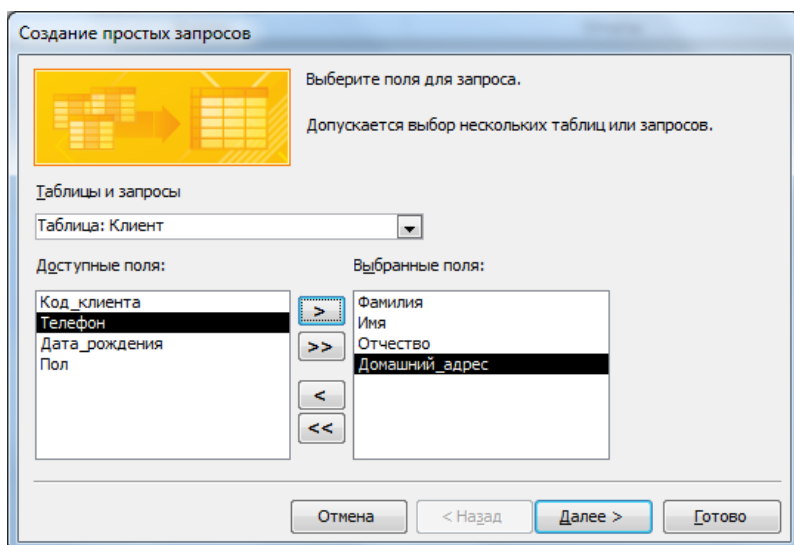 Создание простых запросов
Выберите поля для запроса.
Допускается выбор нескольких таблиц или запросов.
Таблицы и запросы
Таблица: Клиент
Доступные поля:
Код_клиента
Телефон
Дата_рождения
Пол
>
>>
<
<<
Выбранные поля:
Фамилия
Имя
Отчество
Домашний_адрес
Отмена
< Назад
Далее >
Готово